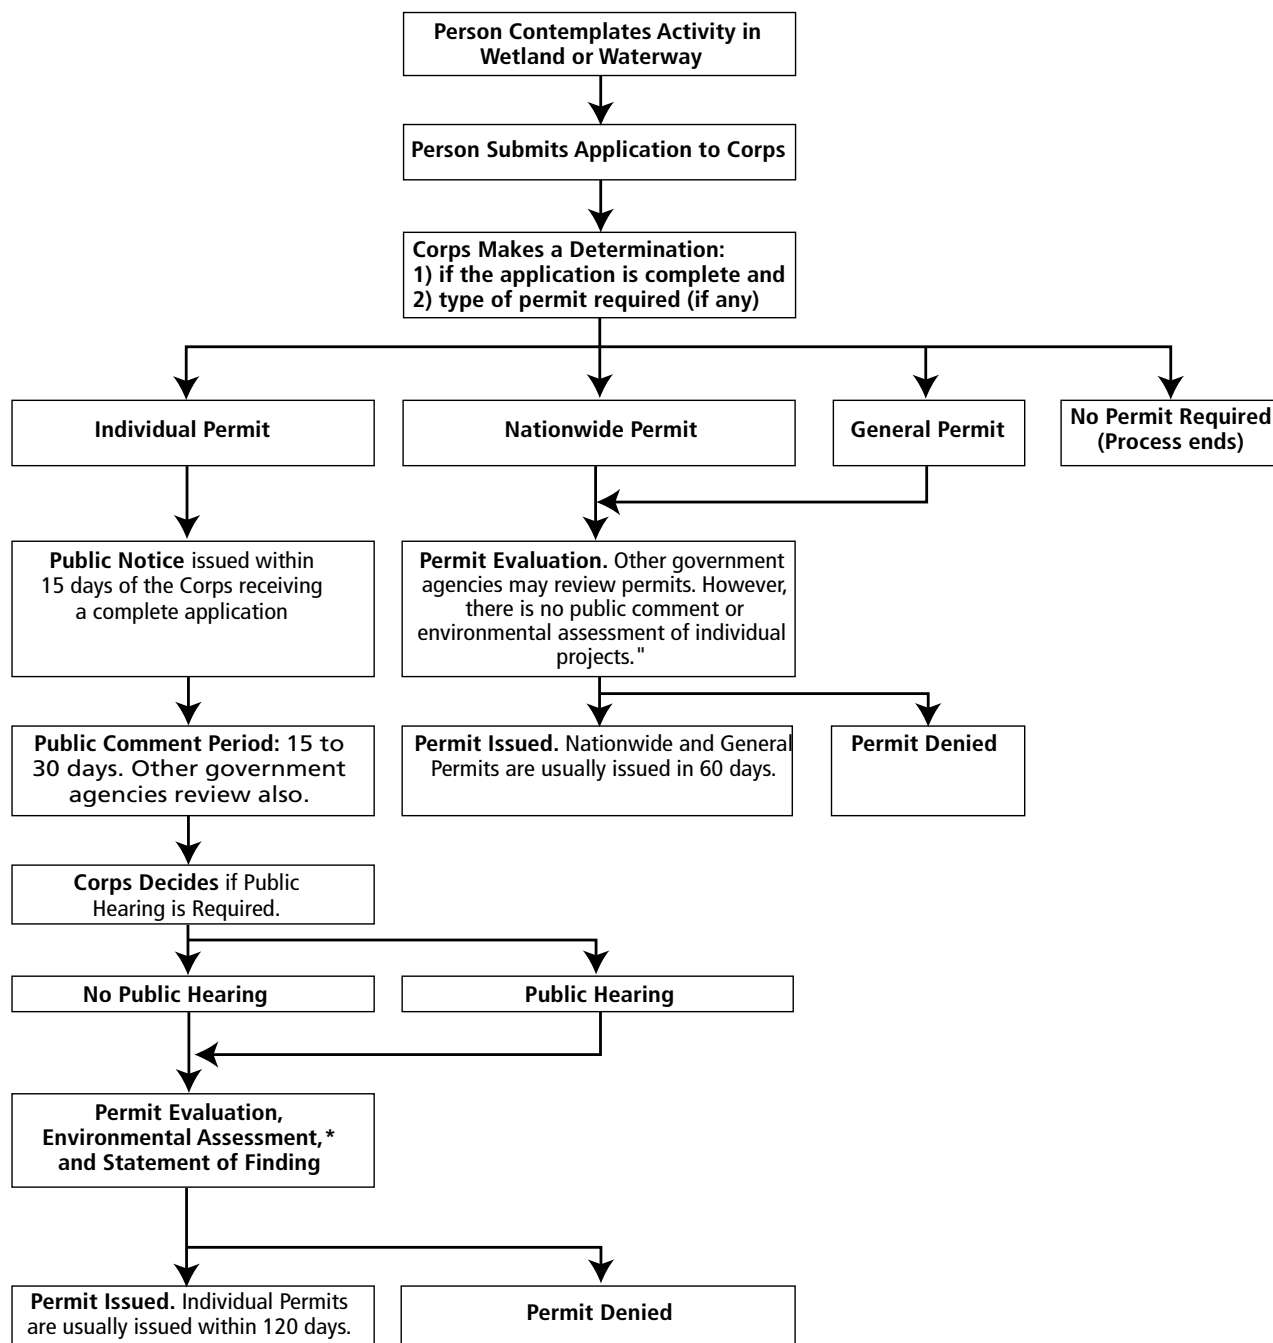 Person Contemplates Activity in
Wetland or Waterway
Person Submits Application to Corps
Corps Makes a Determination:
1) if the application is complete and
2) type of permit required (if any)
Individual Permit
Nationwide Permit
General Permit
No Permit Required
(Process ends)
Public Notice issued within
15 days of the Corps receiving
a complete application
Permit Evaluation. Other government
agencies may review permits. However,
there is no public comment or
environmental assessment of individual
projects."
Public Comment Period: 15 to
30 days. Other government
agencies review also.
Permit Issued. Nationwide and General
Permits are usually issued in 60 days.
Permit Denied
Corps Decides if Public
Hearing is Required.
No Public Hearing
Public Hearing
Permit Evaluation,
Environmental Assessment,*
and Statement of Finding
Permit Issued. Individual Permits
are usually issued within 120 days.
Permit Denied